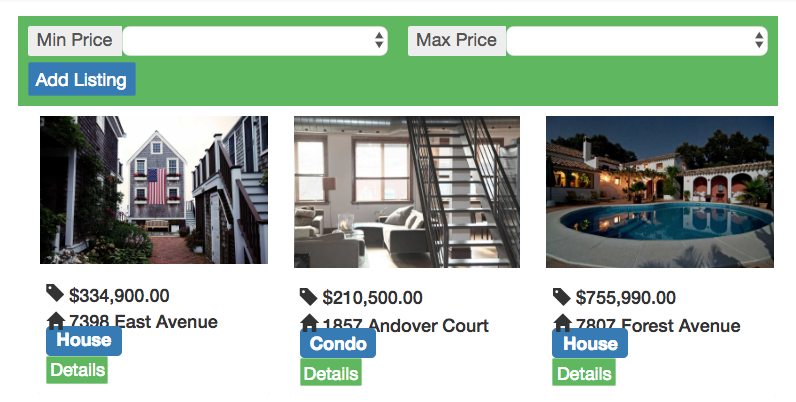 Min Price
Max Price
Add Listing
$334,900.00
7398 East Avenue
House
Details
$210,500.00
1857 Andover Court
Condo
Details
$755,990.00
7807 Forest Avenue
House
Details